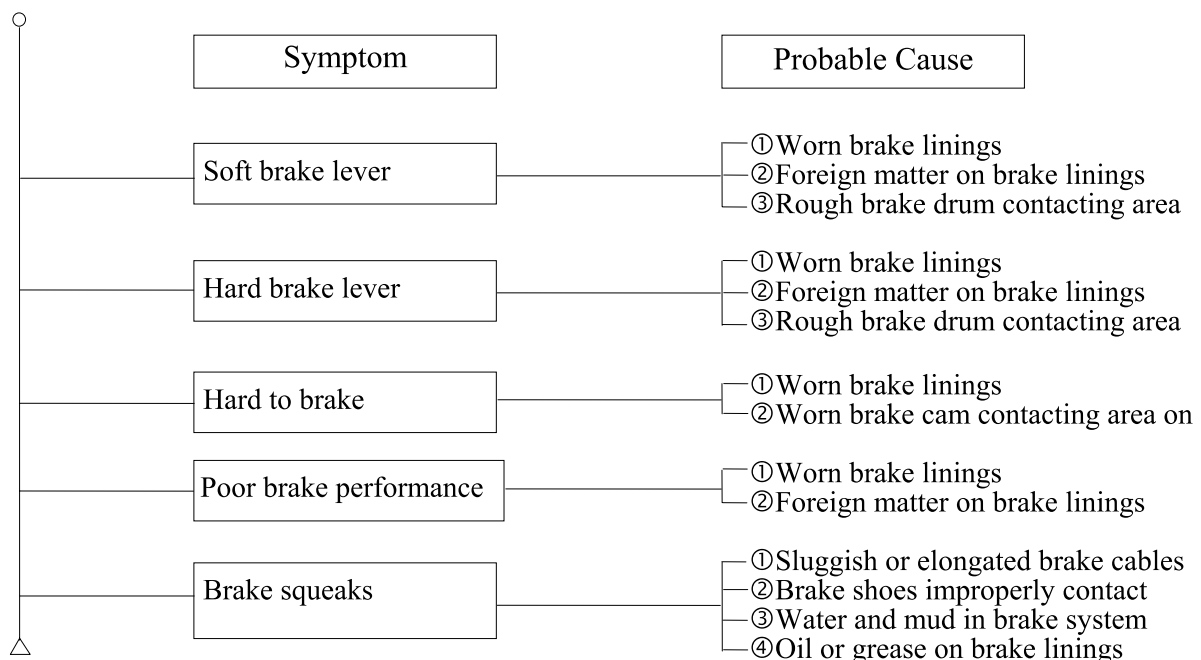 Symptom
Probable Cause
Soft brake lever
①Worn brake linings
②Foreign matter on brake linings
③Rough brake drum contacting area
Hard brake lever
①Worn brake linings
②Foreign matter on brake linings
③Rough brake drum contacting area
Hard to brake
①Worn brake linings
②Worn brake cam contacting area on
Poor brake performance
①Worn brake linings
②Foreign matter on brake linings
Brake squeaks
①Sluggish or elongated brake cables
②Brake shoes improperly contact
③Water and mud in brake system
④Oil or grease on brake linings